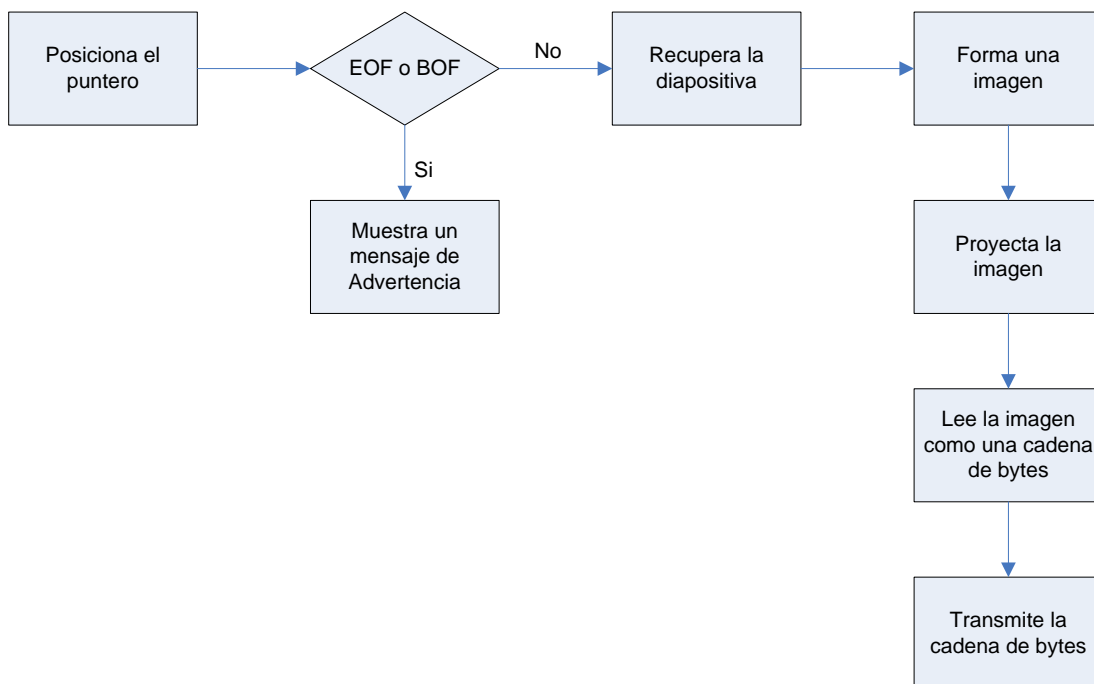 Posiciona el
puntero
EOF o BOF
No
Recupera la
diapositiva
Forma una
imagen
Si
Muestra un
mensaje de
Advertencia
Proyecta la
imagen
Lee la imagen
como una cadena
de bytes
Transmite la
cadena de bytes